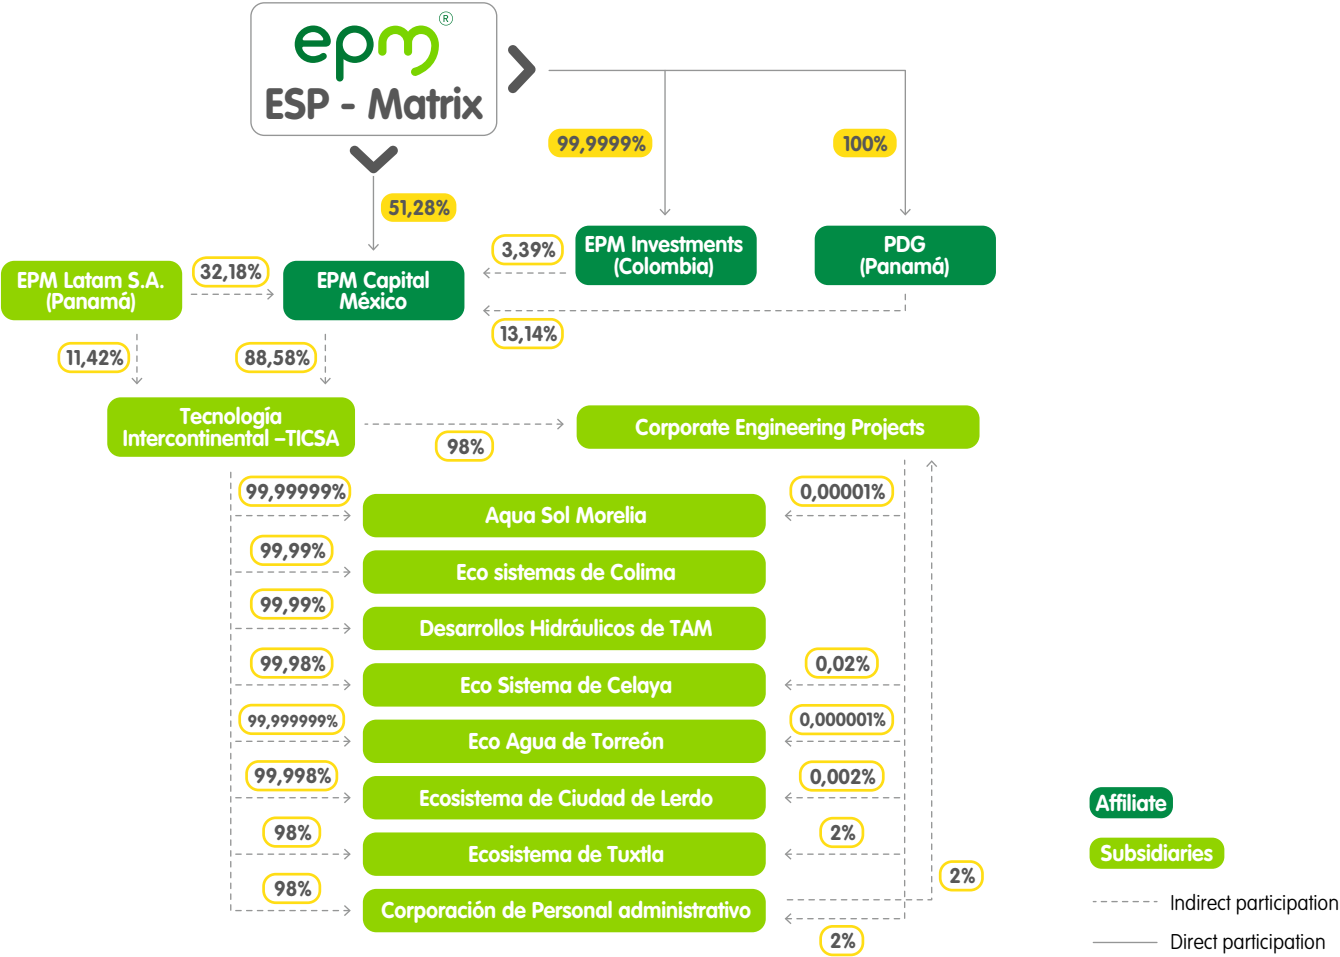 epm®
ESP - Matrix
99,9999%
100%
51,28%
EPM Investments
(Colombia)
PDG
(Panamá)
3,39%
EPM Latam S.A.
(Panamá)
32,18%
EPM Capital
México
13,14%
11,42%
88,58%
Tecnología
Intercontinental –TICSA
98%
Corporate Engineering Projects
99,99999%
Aqua Sol Morelia
0,00001%
99,99%
Eco sistemas de Colima
99,99%
Desarrollos Hidráulicos de TAM
99,98%
Eco Sistema de Celaya
0,02%
99,999999%
Eco Agua de Torreón
0,000001%
99,998%
Ecosistema de Ciudad de Lerdo
0,002%
98%
Ecosistema de Tuxtla
2%
98%
Corporación de Personal administrativo
2%
2%
Affiliate
Subsidiaries
Indirect participation
Direct participation